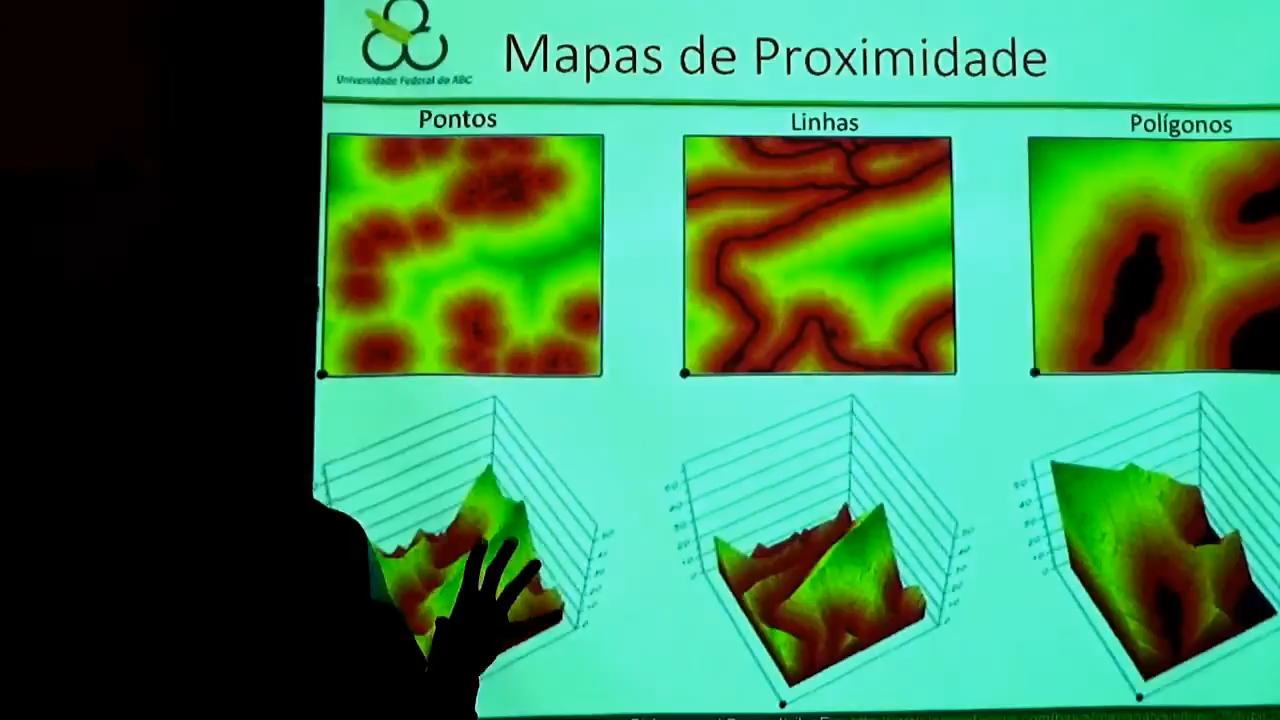 Universidade Federal do ABC
Mapas de Proximidade
Pontos
Linhas
Polígonos